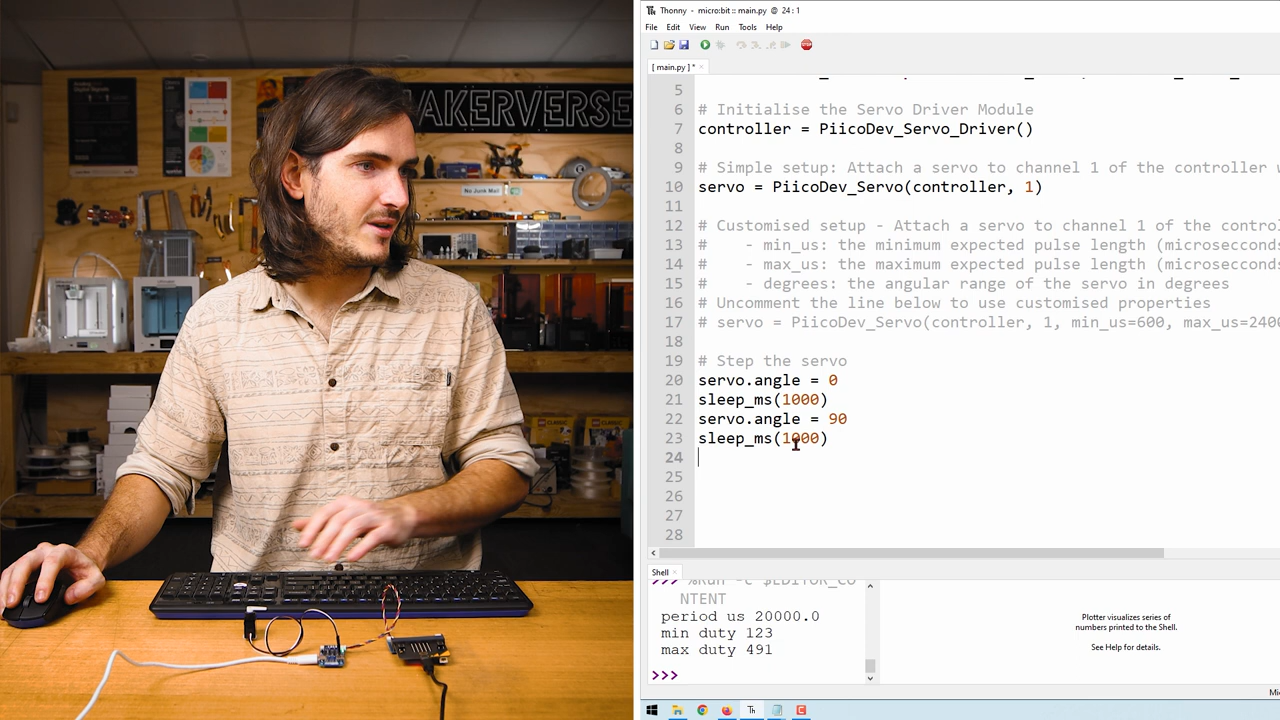 MAKERVERSE
No Junk Mail
Thonny - micro:bit :: main.py @ 24 : 1
File Edit View Run Tools Help
[ main.py ] *
5
6 # Initialise the Servo Driver Module
7 controller = PiicoDev_Servo_Driver()
8
9 # Simple setup: Attach a servo to channel 1 of the controller
10 servo = PiicoDev_Servo(controller, 1)
11
12 # Customised setup - Attach a servo to channel 1 of the
13 #    - min_us: the minimum expected pulse length
14 #    - max_us: the maximum expected pulse length
15 #    - degrees: the angular range of the servo in degrees
16 # Uncomment the line below to use customised properties
17 # servo = PiicoDev_Servo(controller, 1, min_us=600, max_us=2400
18
19 # Step the servo
20 servo.angle = 0
21 sleep_ms(1000)
22 servo.angle = 90
23 sleep_ms(1000)
24
25
26
27
28
Shell
>>> %Run -c $EDITOR_CO
NTENT
period us 20000.0
min duty 123
max duty 491
>>>
Plotter visualizes series of
numbers printed to the Shell.
See Help for details.